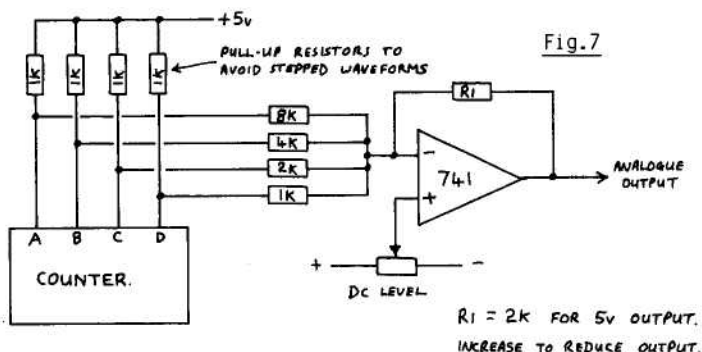 +5v
Fig.7
PULL-UP RESISTORS TO
AVOID STEPPED WAVEFORMS
1K 1K 1K 1K
R1
8K
4K
2K
1K
-
741
+
ANALOGUE
OUTPUT
A B C D
COUNTER.
+ -
DC LEVEL
R1 = 2K FOR 5V OUTPUT.
INCREASE TO REDUCE OUTPUT.